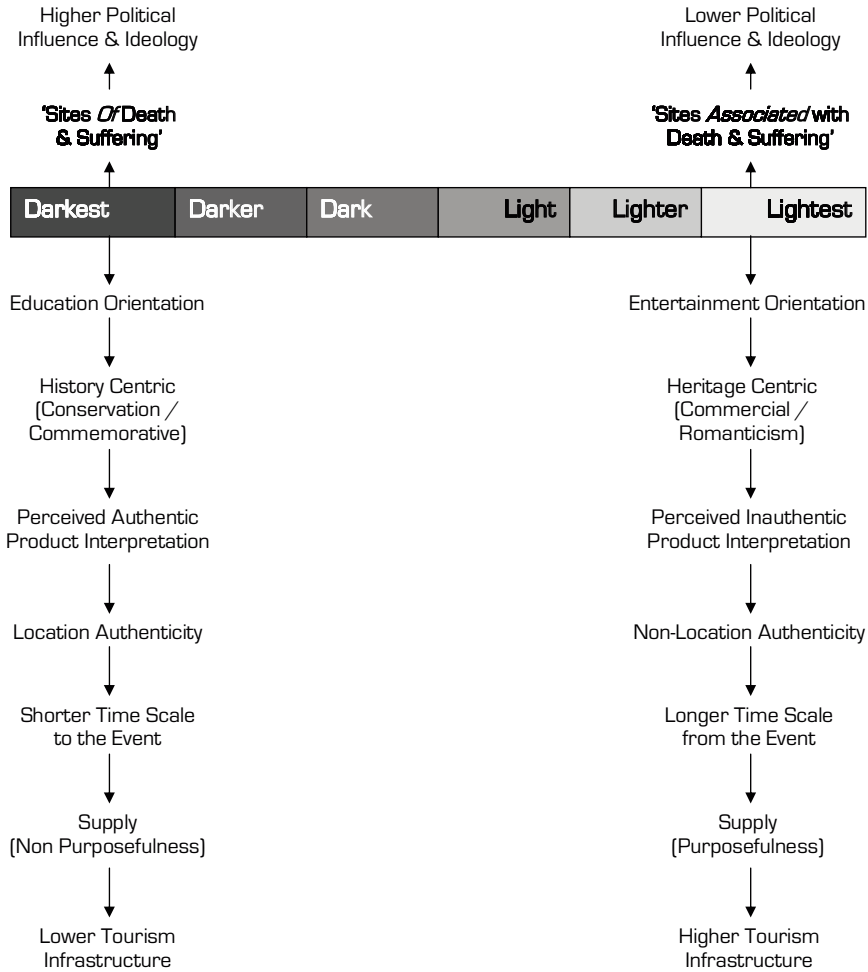 Higher Political
Influence & Ideology
Lower Political
Influence & Ideology
‘Sites Of Death
& Suffering’
‘Sites Associated with
Death & Suffering’
Darkest Darker Dark Light Lighter Lightest
Education Orientation
Entertainment Orientation
History Centric
(Conservation /
Commemorative)
Heritage Centric
(Commercial /
Romanticism)
Perceived Authentic
Product Interpretation
Perceived Inauthentic
Product Interpretation
Location Authenticity
Non-Location Authenticity
Shorter Time Scale
to the Event
Longer Time Scale
from the Event
Supply
(Non Purposefulness)
Supply
(Purposefulness)
Lower Tourism
Infrastructure
Higher Tourism
Infrastructure